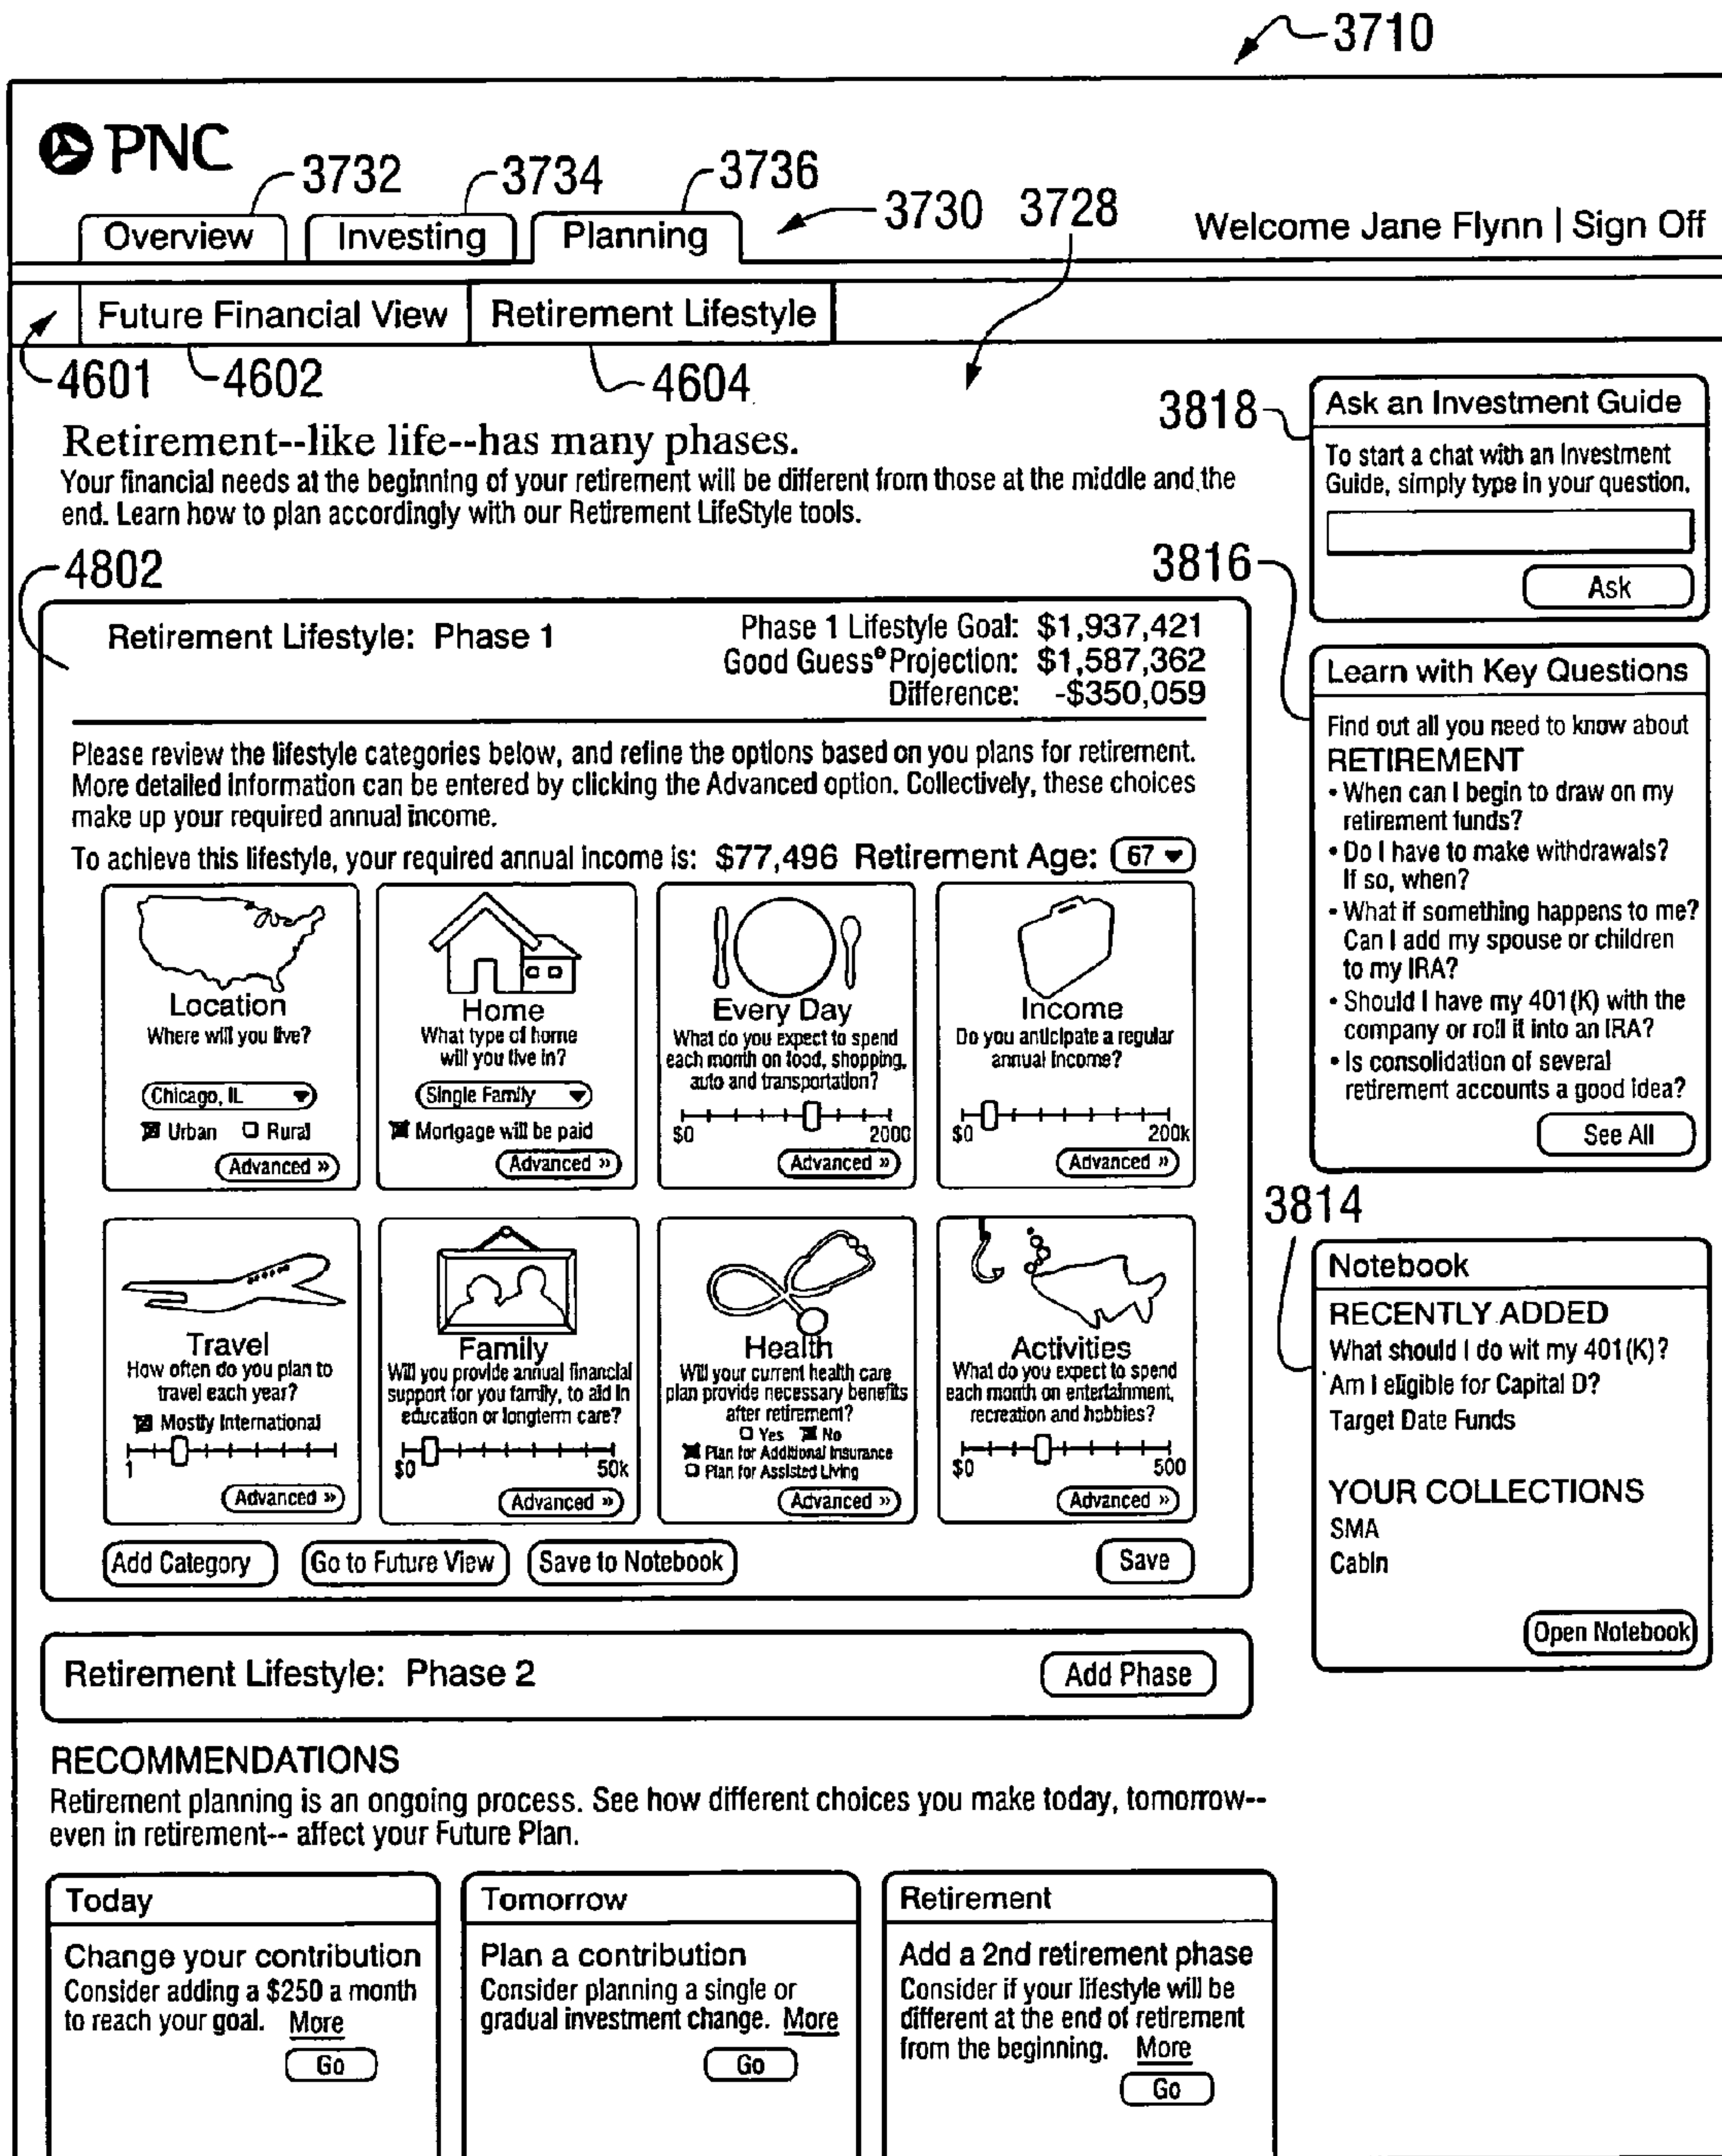 3710
PNC
3732
3734
3736
3730
3728
Overview
Investing
Planning
Welcome Jane Flynn | Sign Off
Future Financial View
Retirement Lifestyle
4601
4602
4604
Retirement--like life--has many phases.
Your financial needs at the beginning of your retirement will be different from those at the middle and the
end. Learn how to plan accordingly with our Retirement LifeStyle tools.
4802
Retirement Lifestyle: Phase 1
Phase 1 Lifestyle Goal: $1,937,421
Good Guess® Projection: $1,587,362
Difference: -$350,059
Please review the lifestyle categories below, and refine the options based on you plans for retirement.
More detailed information can be entered by clicking the Advanced option. Collectively, these choices
make up your required annual income.
To achieve this lifestyle, your required annual income is: $77,496 Retirement Age: 67
Location
Where will you live?
Chicago, IL
Urban Rural
Advanced »
Home
What type of home
will you live in?
Single Family
Mortgage will be paid
Advanced »
Every Day
What do you expect to spend
each month on food, shopping,
auto and transportation?
$0 2000
Advanced »
Income
Do you anticipate a regular
annual income?
$0 200k
Advanced »
Travel
How often do you plan to
travel each year?
Mostly International
1
Advanced »
Family
Will you provide annual financial
support for you family, to aid in
education or longterm care?
$0 50k
Advanced »
Health
Will your current health care
plan provide necessary benefits
after retirement?
Yes No
Plan for Additional Insurance
Plan for Assisted Living
Advanced »
Activities
What do you expect to spend
each month on entertainment,
recreation and hobbies?
$0 500
Advanced »
Add Category
Go to Future View
Save to Notebook
Save
Retirement Lifestyle: Phase 2
Add Phase
3818
Ask an Investment Guide
To start a chat with an Investment
Guide, simply type in your question.
Ask
3816
Learn with Key Questions
Find out all you need to know about
RETIREMENT
• When can I begin to draw on my
retirement funds?
• Do I have to make withdrawals?
If so, when?
• What if something happens to me?
Can I add my spouse or children
to my IRA?
• Should I have my 401(K) with the
company or roll it into an IRA?
• Is consolidation of several
retirement accounts a good idea?
See All
3814
Notebook
RECENTLY ADDED
What should I do wit my 401(K)?
Am I eligible for Capital D?
Target Date Funds
YOUR COLLECTIONS
SMA
Cabin
Open Notebook
RECOMMENDATIONS
Retirement planning is an ongoing process. See how different choices you make today, tomorrow--
even in retirement-- affect your Future Plan.
Today
Change your contribution
Consider adding a $250 a month
to reach your goal. More
Go
Tomorrow
Plan a contribution
Consider planning a single or
gradual investment change. More
Go
Retirement
Add a 2nd retirement phase
Consider if your lifestyle will be
different at the end of retirement
from the beginning. More
Go